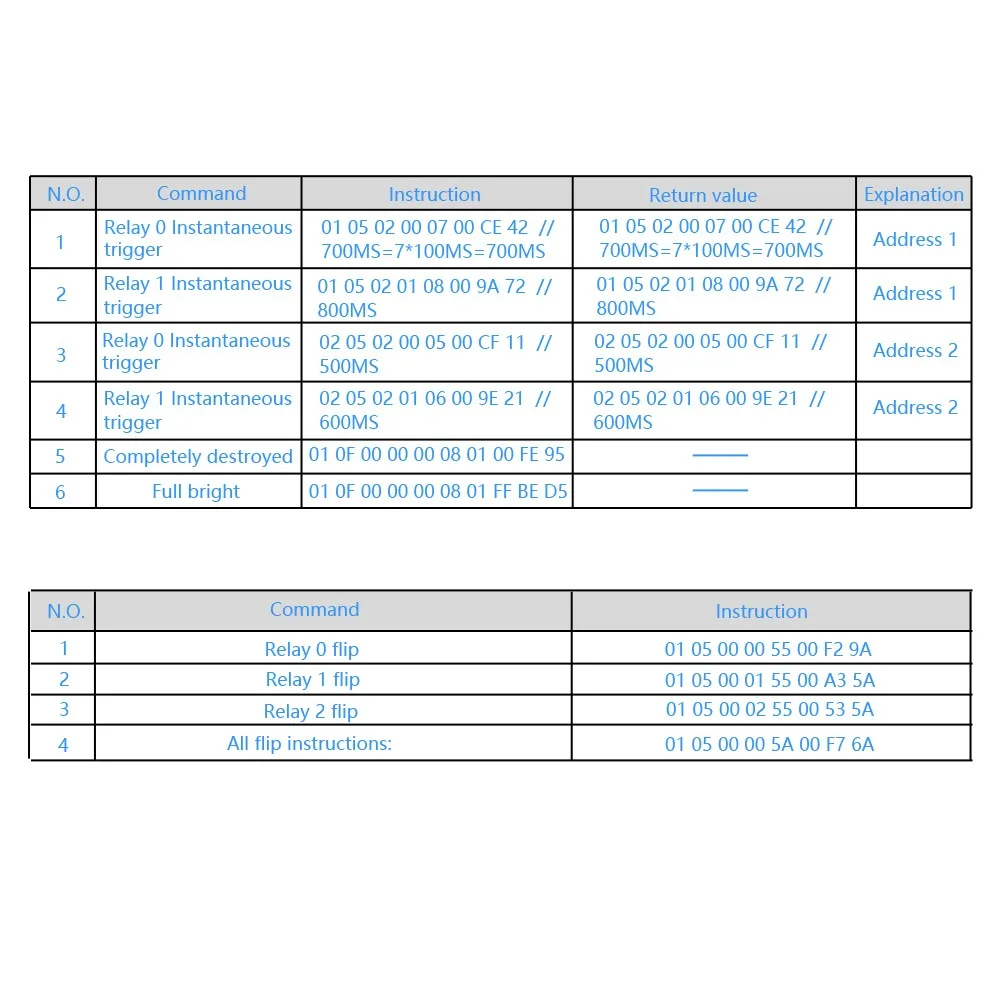 N.O. Command Instruction Return value Explanation
1 Relay 0 Instantaneous trigger 01 05 02 00 07 00 CE 42 // 700MS=7*100MS=700MS 01 05 02 00 07 00 CE 42 // 700MS=7*100MS=700MS Address 1
2 Relay 1 Instantaneous trigger 01 05 02 01 08 00 9A 72 // 800MS 01 05 02 01 08 00 9A 72 // 800MS Address 1
3 Relay 0 Instantaneous trigger 02 05 02 00 05 00 CF 11 // 500MS 02 05 02 00 05 00 CF 11 // 500MS Address 2
4 Relay 1 Instantaneous trigger 02 05 02 01 06 00 9E 21 // 600MS 02 05 02 01 06 00 9E 21 // 600MS Address 2
5 Completely destroyed 01 0F 00 00 00 08 01 00 FE 95 ——
6 Full bright 01 0F 00 00 00 08 01 FF BE D5 ——
N.O. Command Instruction
1 Relay 0 flip 01 05 00 00 55 00 F2 9A
2 Relay 1 flip 01 05 00 01 55 00 A3 5A
3 Relay 2 flip 01 05 00 02 55 00 53 5A
4 All flip instructions: 01 05 00 00 5A 00 F7 6A